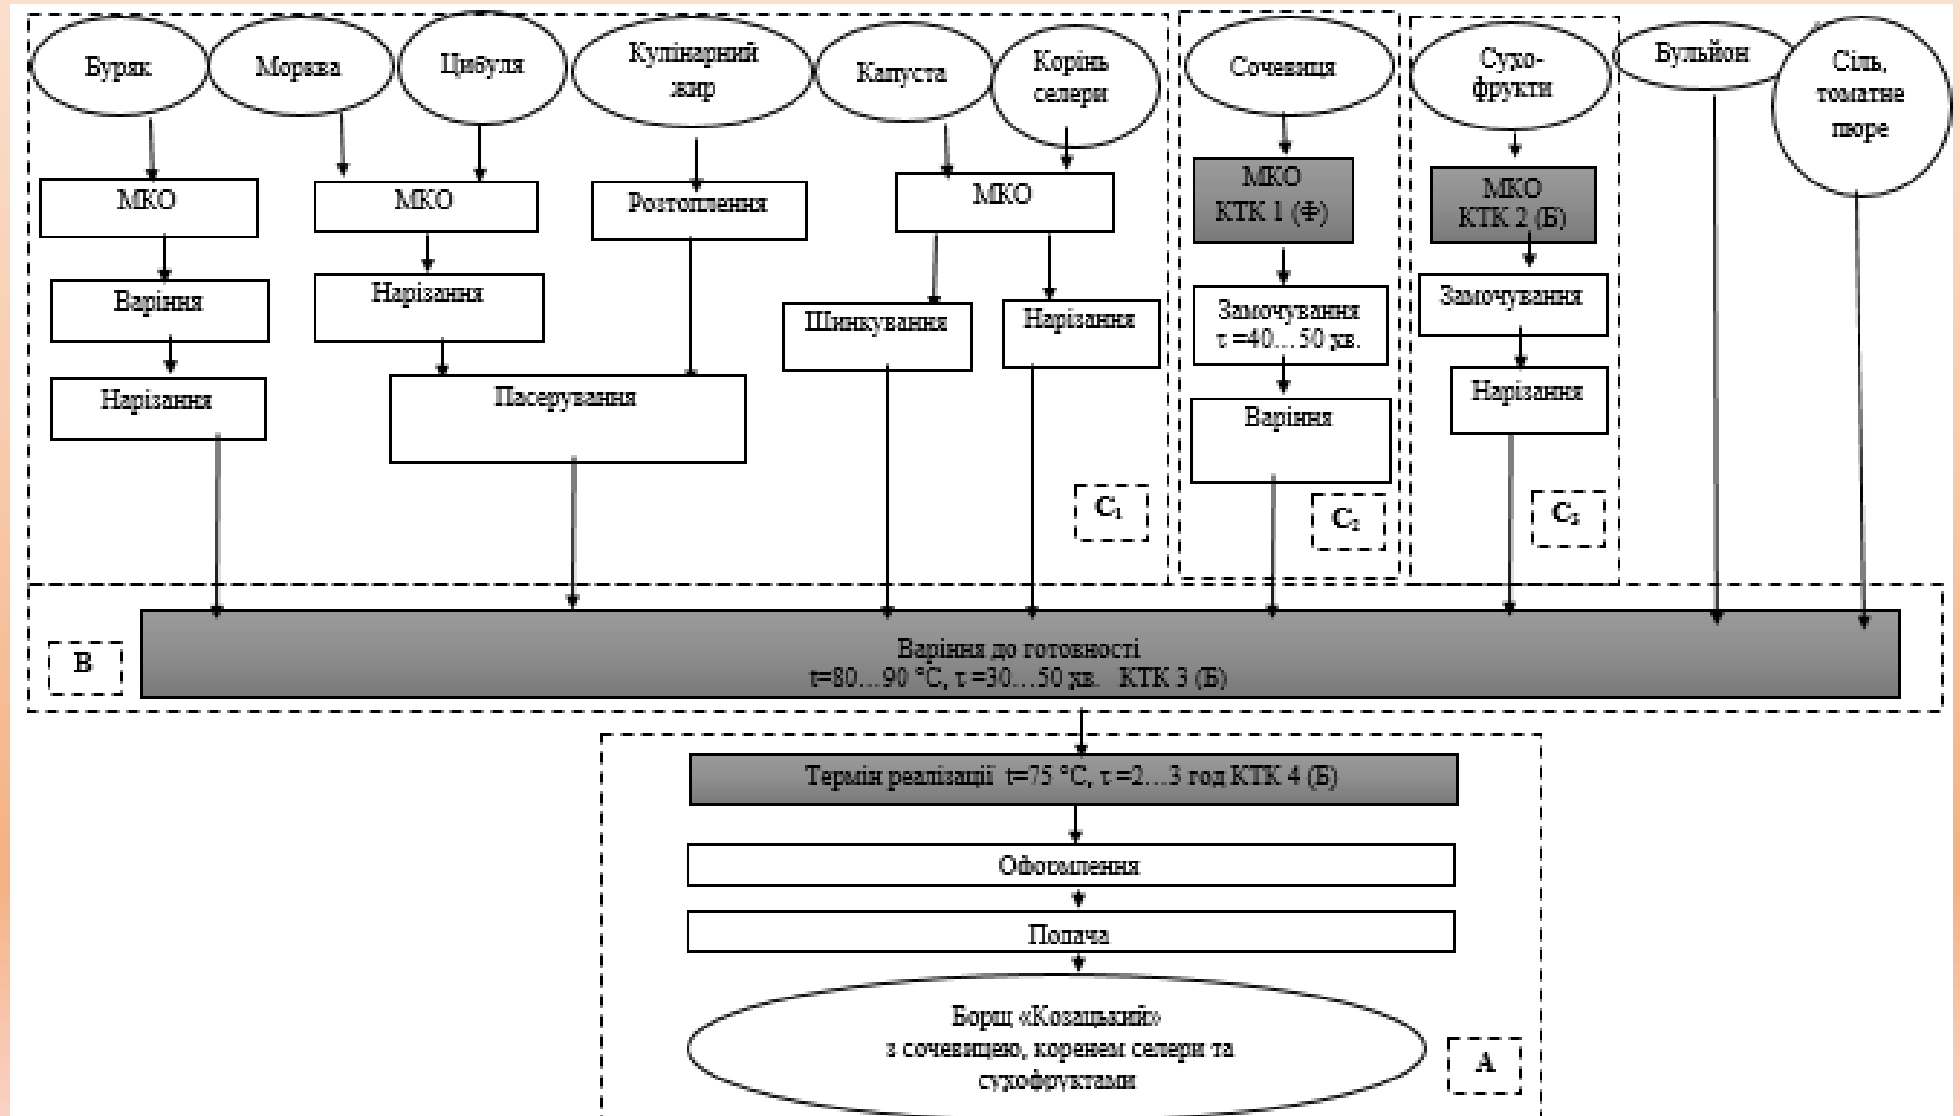 Буряк
Морква
Цибуля
Кулінарний
жир
Капуста
Корінь
селери
Сочевиця
Сухо-
фрукти
Бульйон
Сіль,
томатне
пюре
МКО
МКО
Розтоплення
МКО
МКО
КТК 1 (Ф)
МКО
КТК 2 (Б)
Варіння
Нарізання
Шинкування
Нарізання
Замочування
τ =40…50 хв.
Замочування
Нарізання
Пасерування
Варіння
Нарізання
C₁
C₂
C₃
В
Варіння до готовності
t=80…90 °C, τ =30…50 хв. КТК 3 (Б)
Термін реалізації t=75 °C, τ =2…3 год КТК 4 (Б)
Оформлення
Подача
Борщ «Козацький»
з сочевицею, коренем селери та
сухофруктами
А